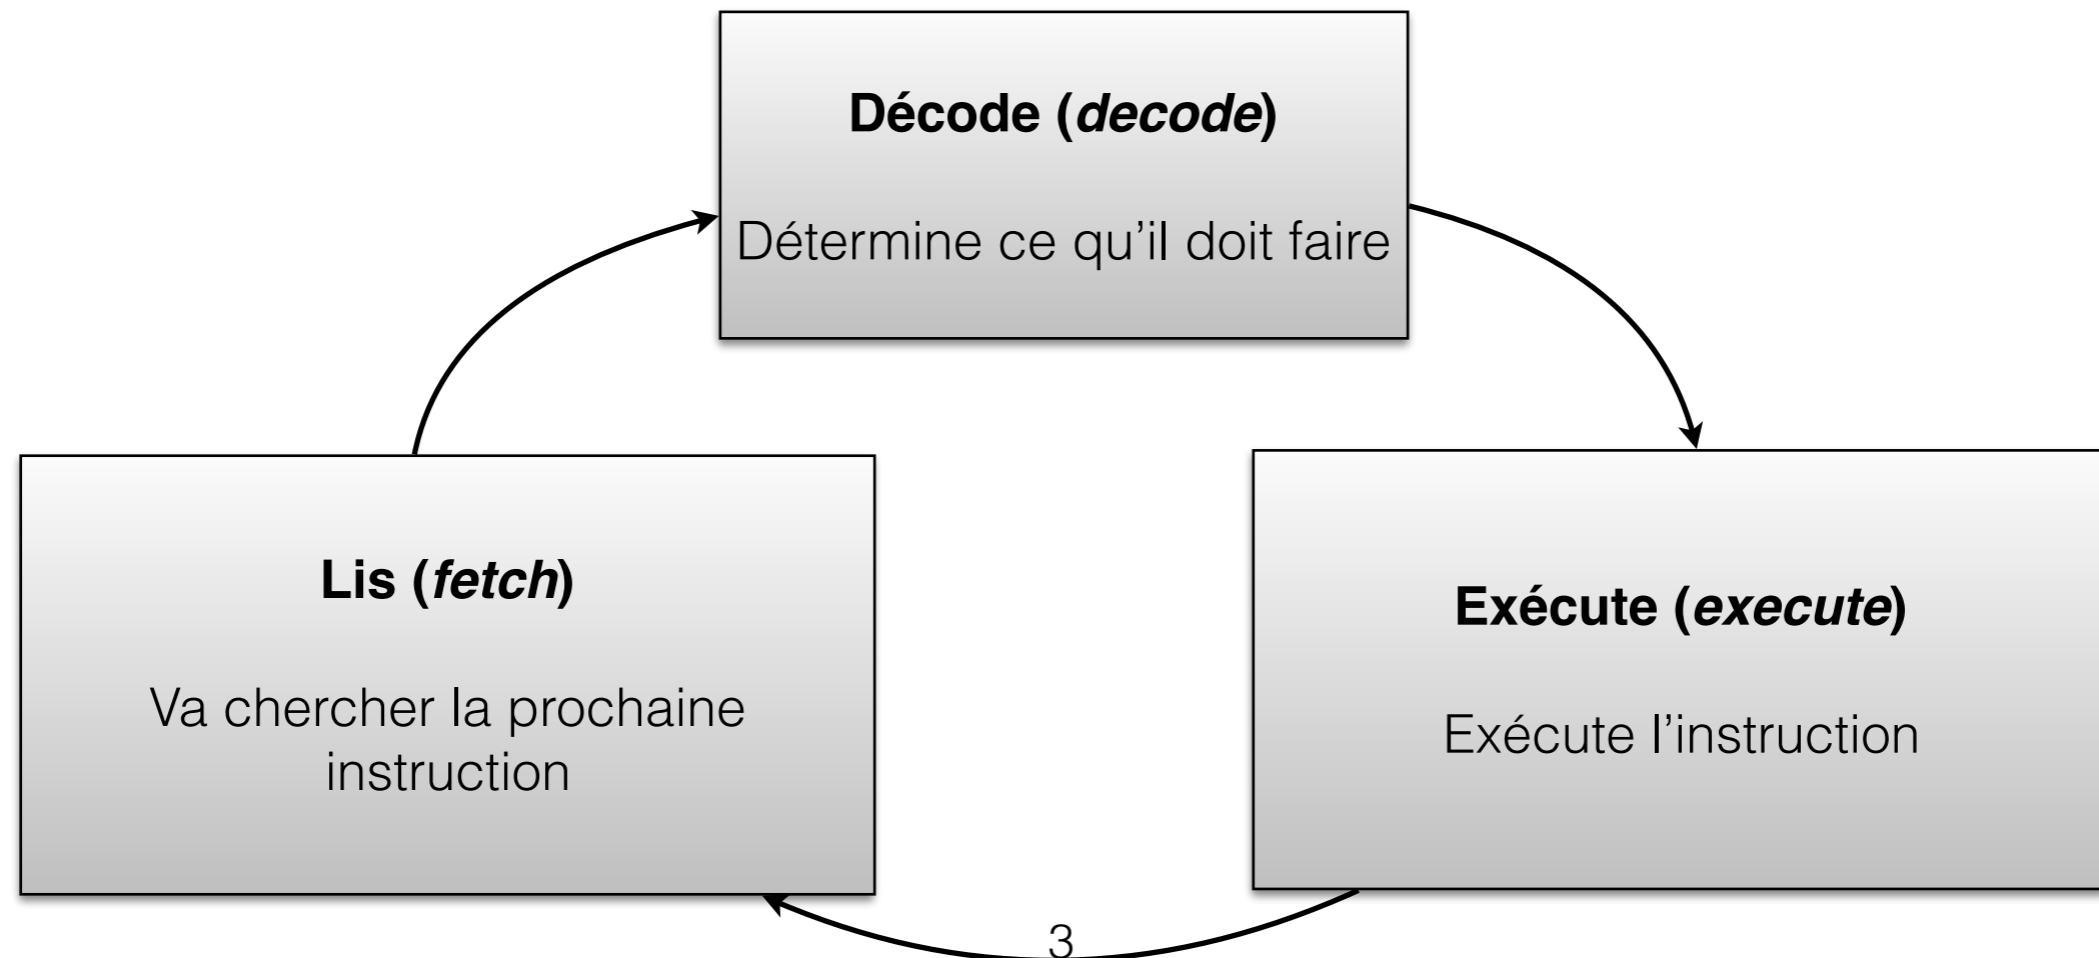 Décode (decode)
Détermine ce qu’il doit faire
Lis (fetch)
Va chercher la prochaine
instruction
Exécute (execute)
Exécute l’instruction
3